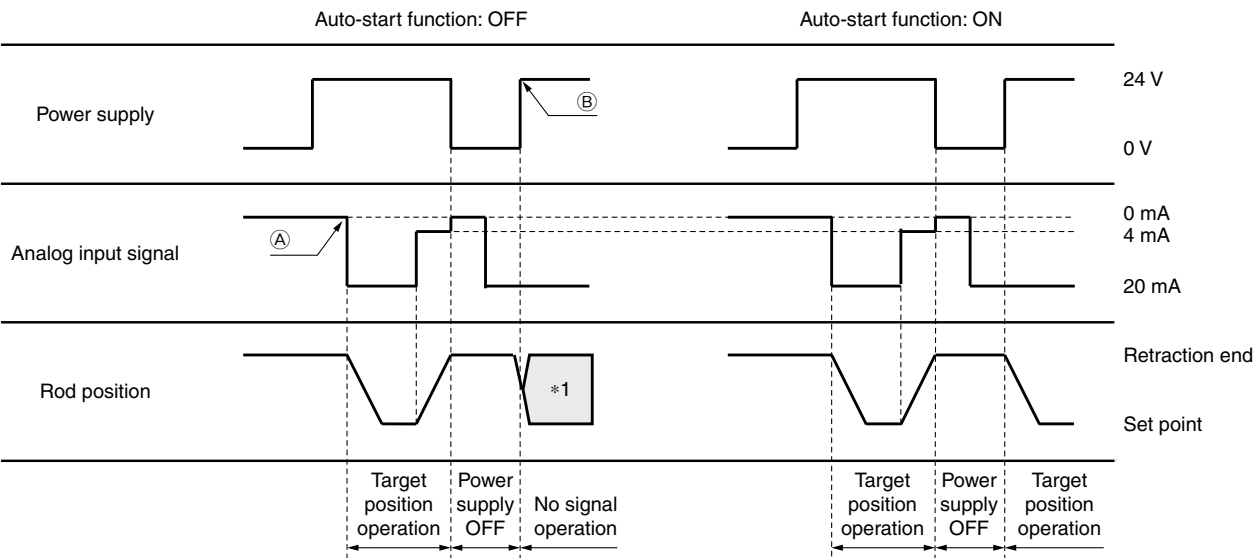 Auto-start function: OFF
Auto-start function: ON
Power supply
Ⓑ
24 V
0 V
Analog input signal
Ⓐ
0 mA
4 mA
20 mA
Rod position
*1
Retraction end
Set point
Target
position
operation
Power
supply
OFF
No signal
operation
Target
position
operation
Power
supply
OFF
Target
position
operation